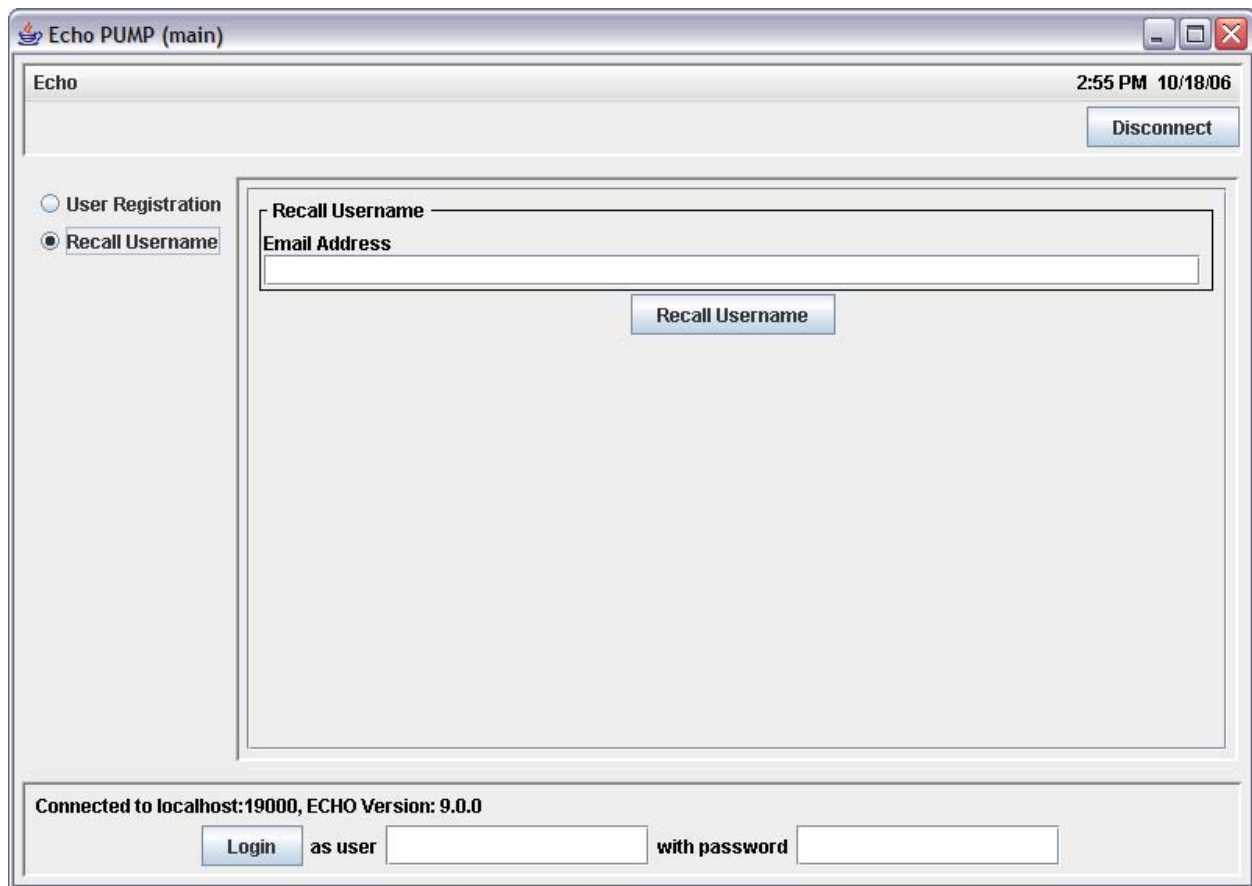 Echo PUMP (main)
Echo
2:55 PM 10/18/06
Disconnect
User Registration
Recall Username
Recall Username
Email Address
Recall Username
Connected to localhost:19000, ECHO Version: 9.0.0
Login as user with password